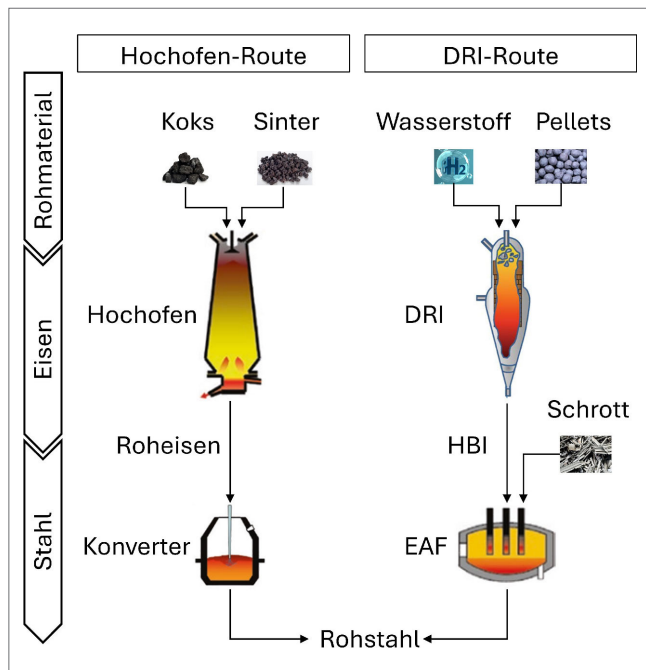 Hochofen-Route
DRI-Route
Rohmaterial
Koks
Sinter
Wasserstoff
Pellets
H2
Eisen
Hochofen
DRI
Schrott
Roheisen
HBI
Stahl
Konverter
EAF
Rohstahl